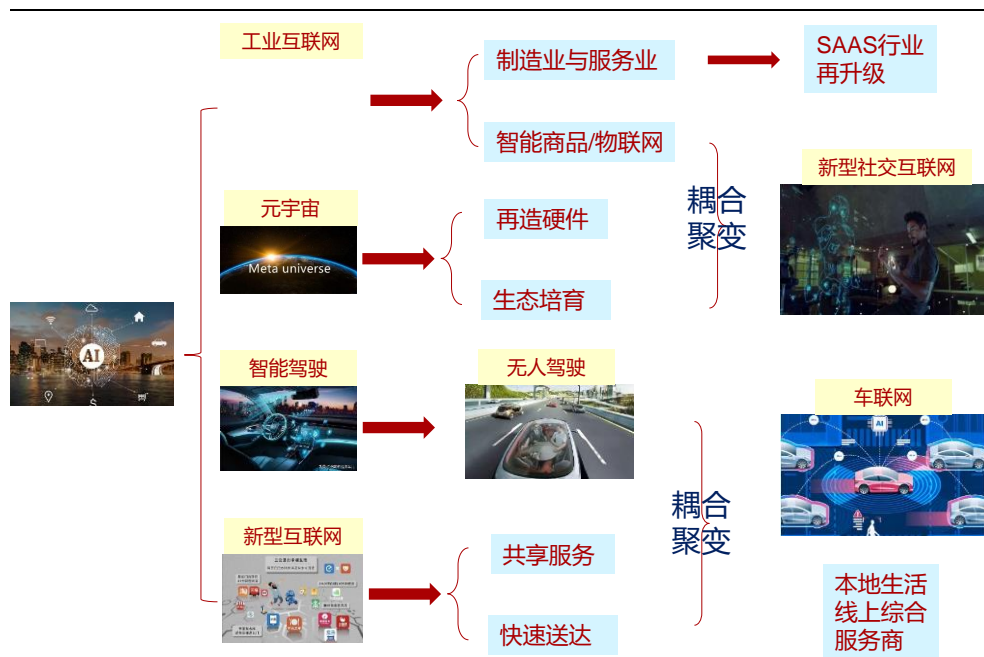 工业互联网
制造业与服务业
SAAS行业
再升级
智能商品/物联网
新型社交互联网
元宇宙
Meta universe
再造硬件
耦合
聚变
生态培育
AI
智能驾驶
无人驾驶
车联网
AI
新型互联网
共享服务
耦合
聚变
快速送达
本地生活
线上综合
服务商